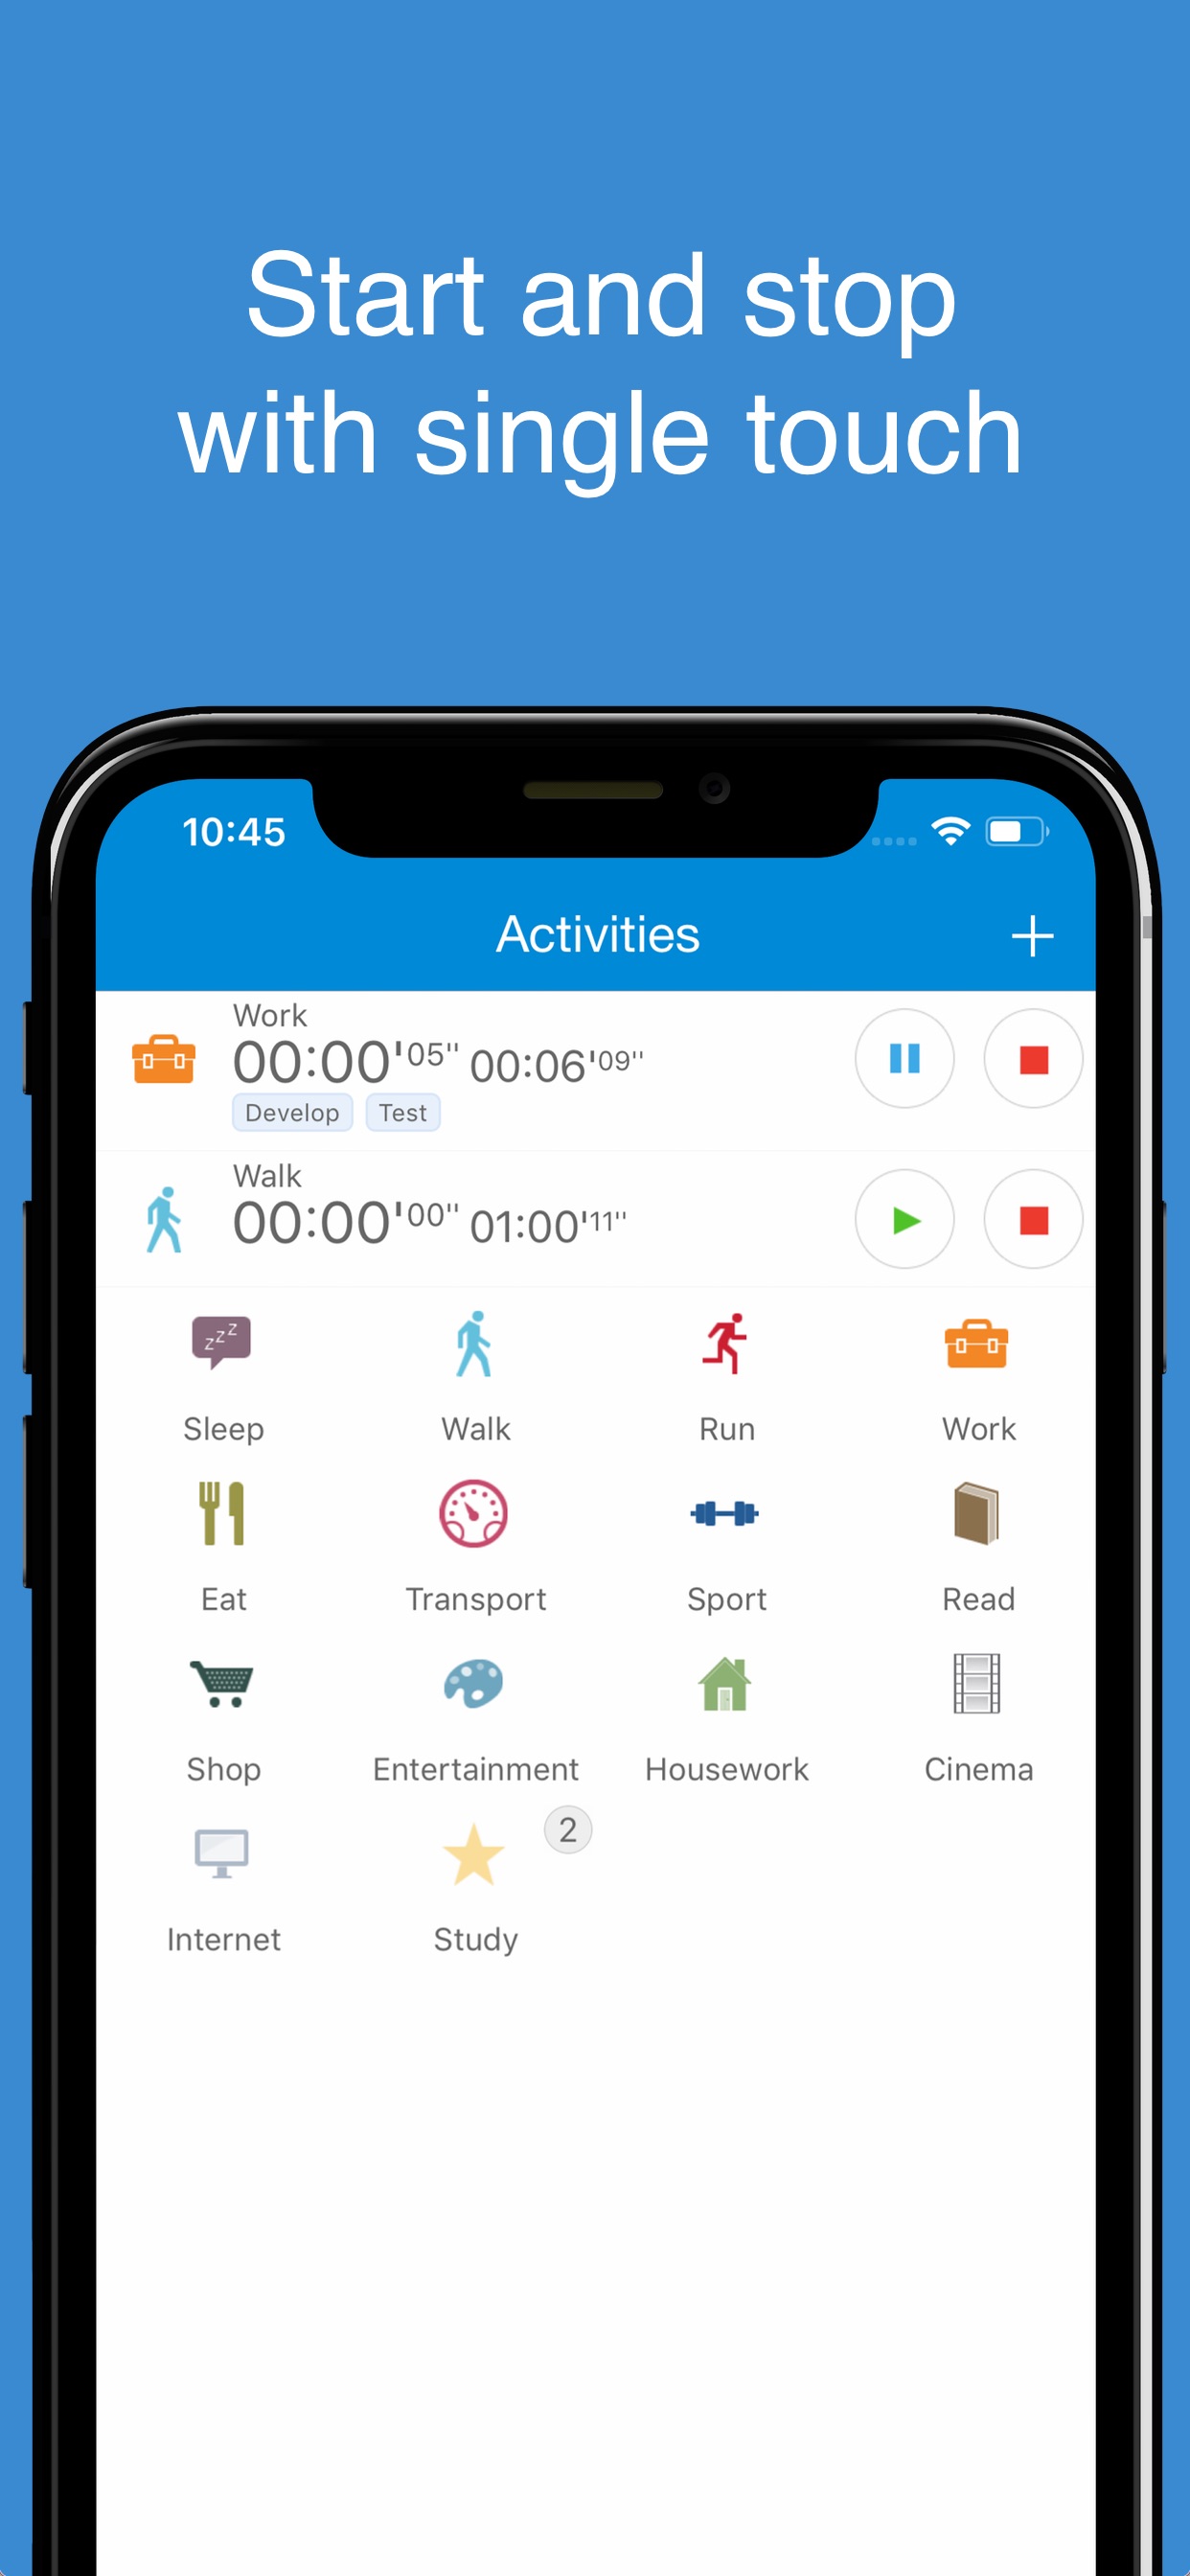 Start and stop
with single touch
10:45
Activities
Work
00:00'05'' 00:06'09''
Develop Test
Walk
00:00'00'' 01:00'11''
zzz
Sleep Walk Run Work
Eat Transport Sport Read
Shop Entertainment Housework Cinema
2
Internet Study